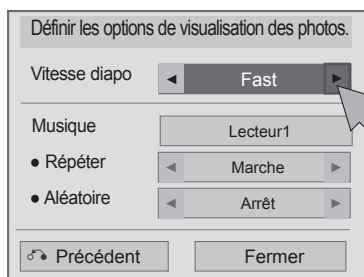 Définir les options de visualisation des photos.
Vitesse diapo ◄ Fast ►
Musique Lecteur1
● Répéter ◄ Marche ►
● Aléatoire ◄ Arrêt ►
Précédent Fermer